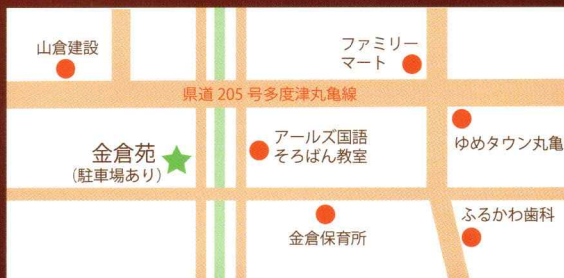 山倉建設
ファミリー
マート
県道 205 号多度津丸亀線
金倉苑
（駐車場あり）
アールズ国語
そろばん教室
ゆめタウン丸亀
金倉保育所
ふるかわ歯科